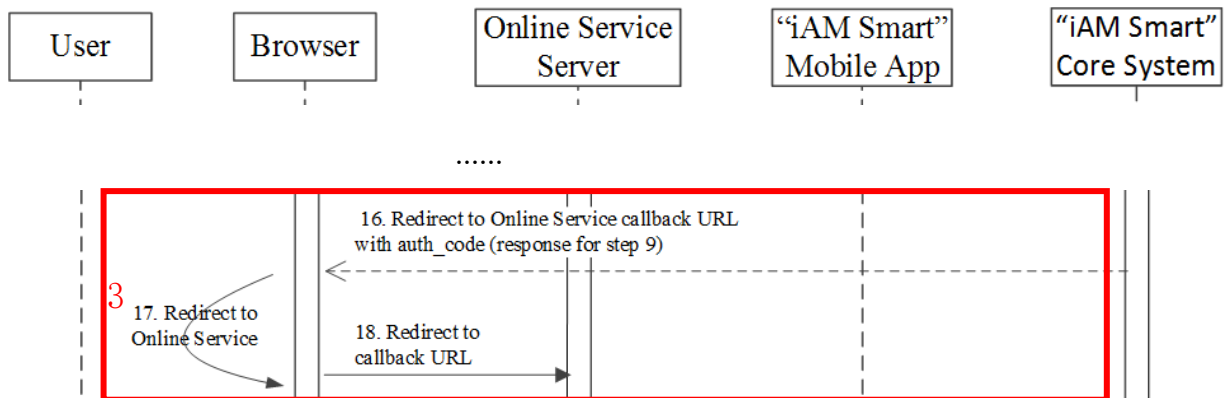 User
Browser
Online Service
Server
“iAM Smart”
Mobile App
“iAM Smart”
Core System
......
16. Redirect to Online Service callback URL
with auth_code (response for step 9)
3
17. Redirect to
Online Service
18. Redirect to
callback URL